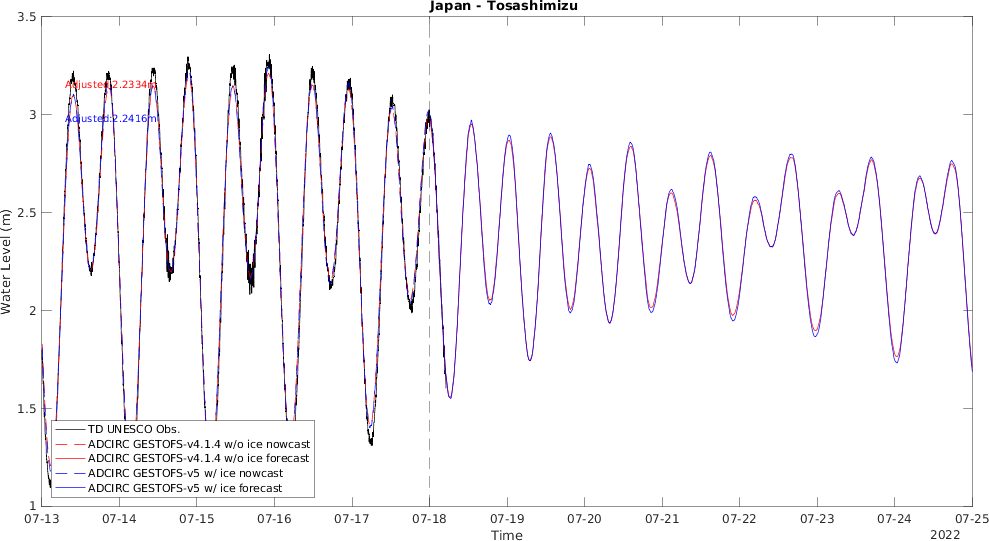 Japan - Tosashimizu
3.5
3
2.5
2
1.5
1
Water Level (m)
Adjusted:2.2334m
Adjusted:2.2416m
TD UNESCO Obs.
ADCIRC GESTOFS-v4.1.4 w/o ice nowcast
ADCIRC GESTOFS-v4.1.4 w/o ice forecast
ADCIRC GESTOFS-v5 w/ ice nowcast
ADCIRC GESTOFS-v5 w/ ice forecast
07-13 07-14 07-15 07-16 07-17 07-18 07-19 07-20 07-21 07-22 07-23 07-24 07-25
Time
2022